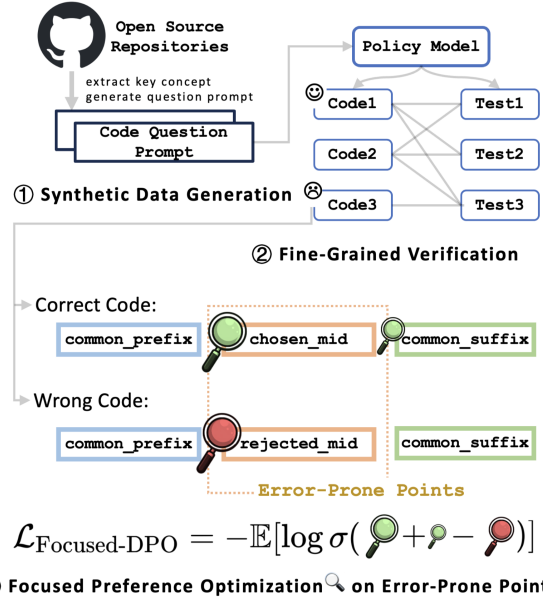 Open Source
Repositories
Policy Model
extract key concept
generate question prompt
Code1
Test1
Code Question
Prompt
Code2
Test2
① Synthetic Data Generation
Code3
Test3
② Fine-Grained Verification
Correct Code:
common_prefix
chosen_mid
common_suffix
Wrong Code:
common_prefix
rejected_mid
common_suffix
Error-Prone Points
ℒFocused-DPO = −𝔼[log σ( + − )]
Focused Preference Optimization on Error-Prone Point